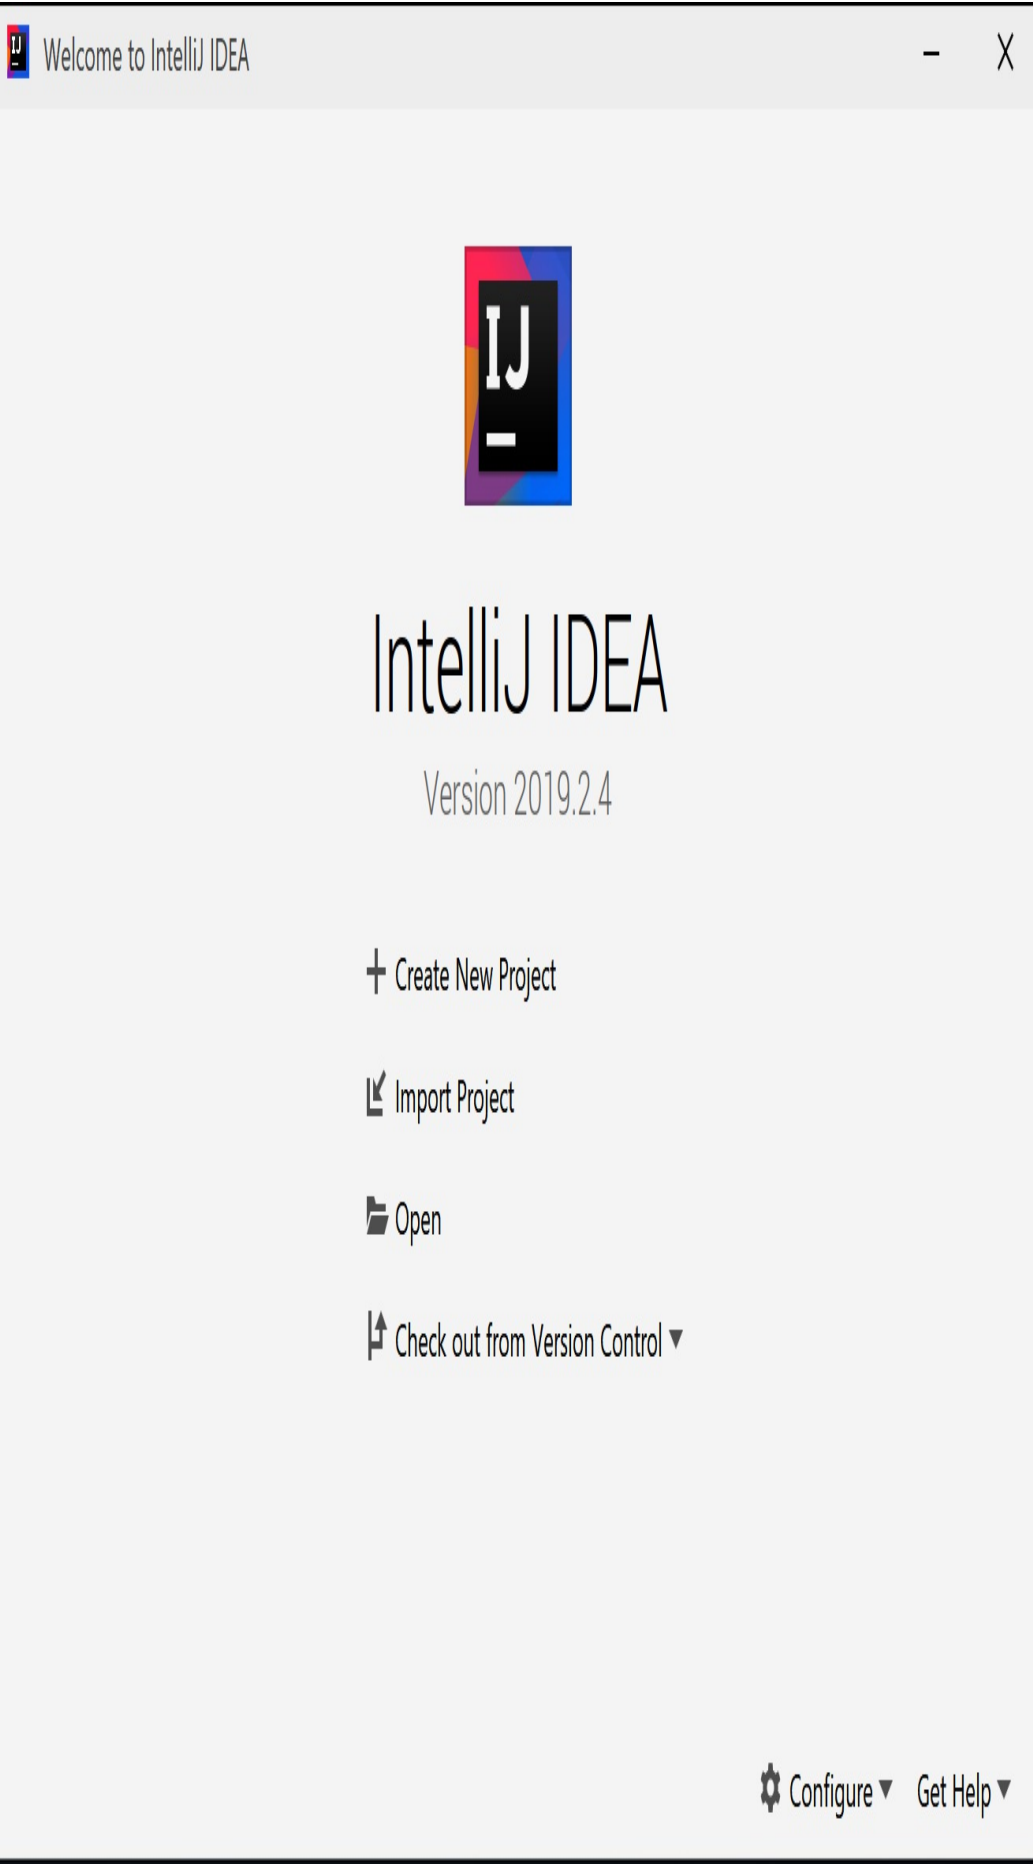 IJ Welcome to IntelliJ IDEA
IJ
IntelliJ IDEA
Version 2019.2.4
Create New Project
Import Project
Open
Check out from Version Control
Configure Get Help